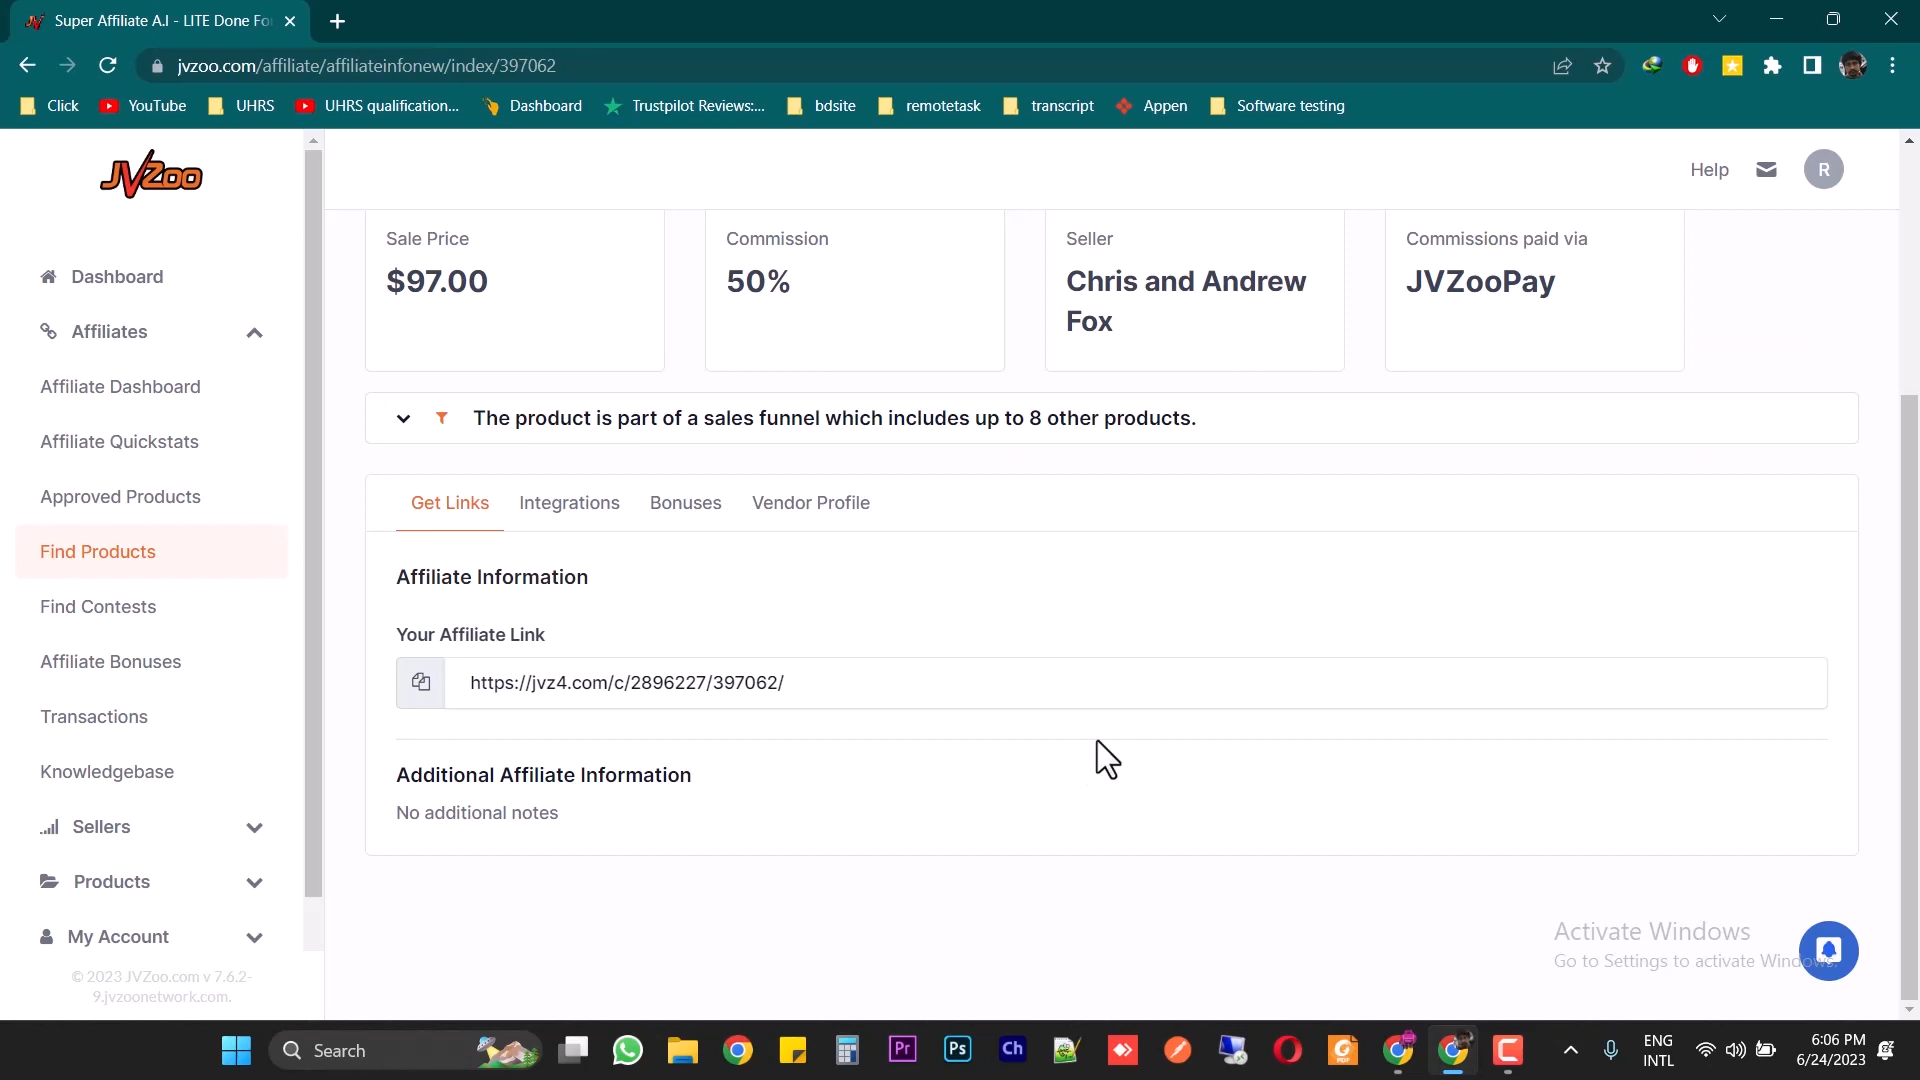 Super Affiliate A.I - LITE Done Fo
jvzoo.com/affiliate/affiliateinfonew/index/397062
Click
YouTube
UHRS
UHRS qualification...
Dashboard
Trustpilot Reviews:...
bdsite
remotetask
transcript
Appen
Software testing
JVZoo
Help
R
Dashboard
Affiliates
Affiliate Dashboard
Affiliate Quickstats
Approved Products
Find Products
Find Contests
Affiliate Bonuses
Transactions
Knowledgebase
Sellers
Products
My Account
© 2023 JVZoo.com v 7.6.2-
9.jvzoonetwork.com.
Sale Price
$97.00
Commission
50%
Seller
Chris and Andrew
Fox
Commissions paid via
JVZooPay
The product is part of a sales funnel which includes up to 8 other products.
Get Links
Integrations
Bonuses
Vendor Profile
Affiliate Information
Your Affiliate Link
https://jvz4.com/c/2896227/397062/
Additional Affiliate Information
No additional notes
Activate Windows
Go to Settings to activate Windows.
Search
Pr
Ps
Ch
PDF
ENG
INTL
6:06 PM
6/24/2023